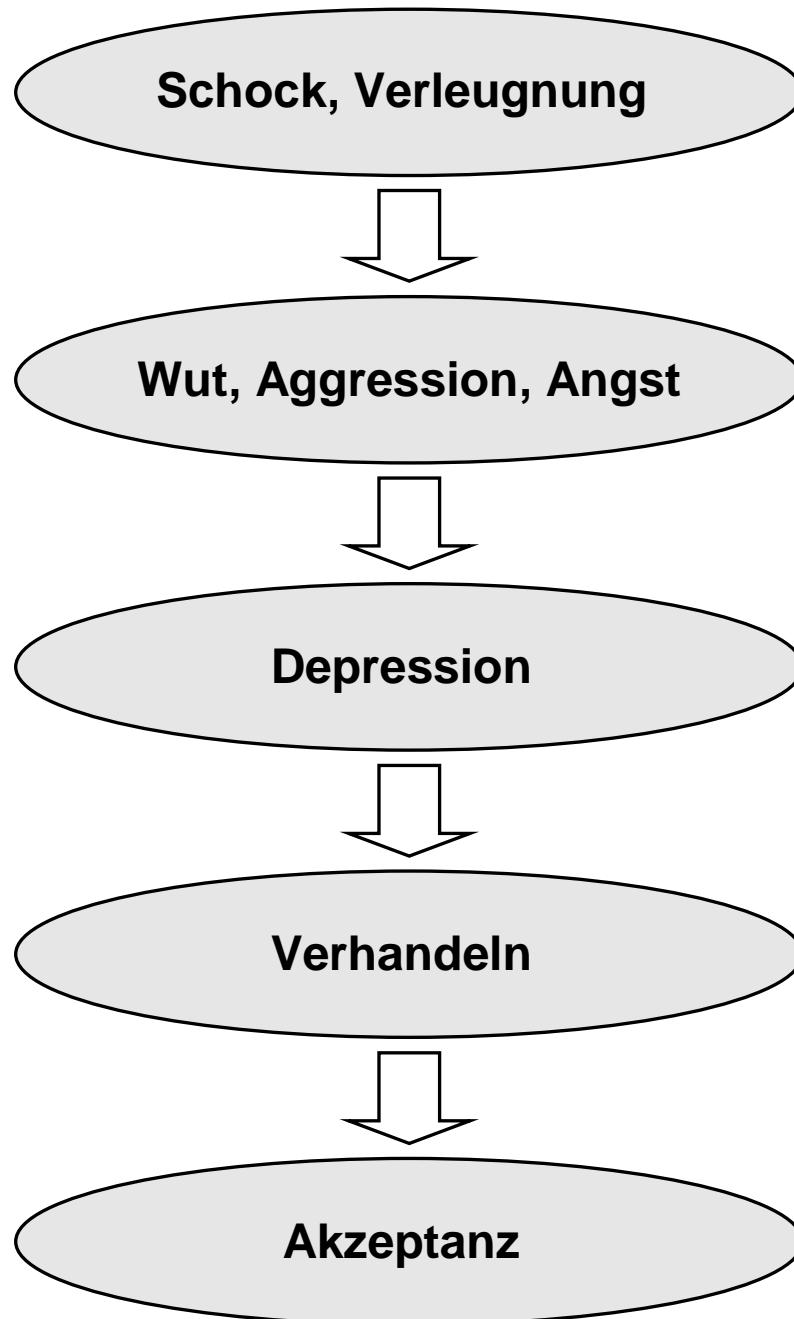 Schock, Verleugnung
Wut, Aggression, Angst
Depression
Verhandeln
Akzeptanz